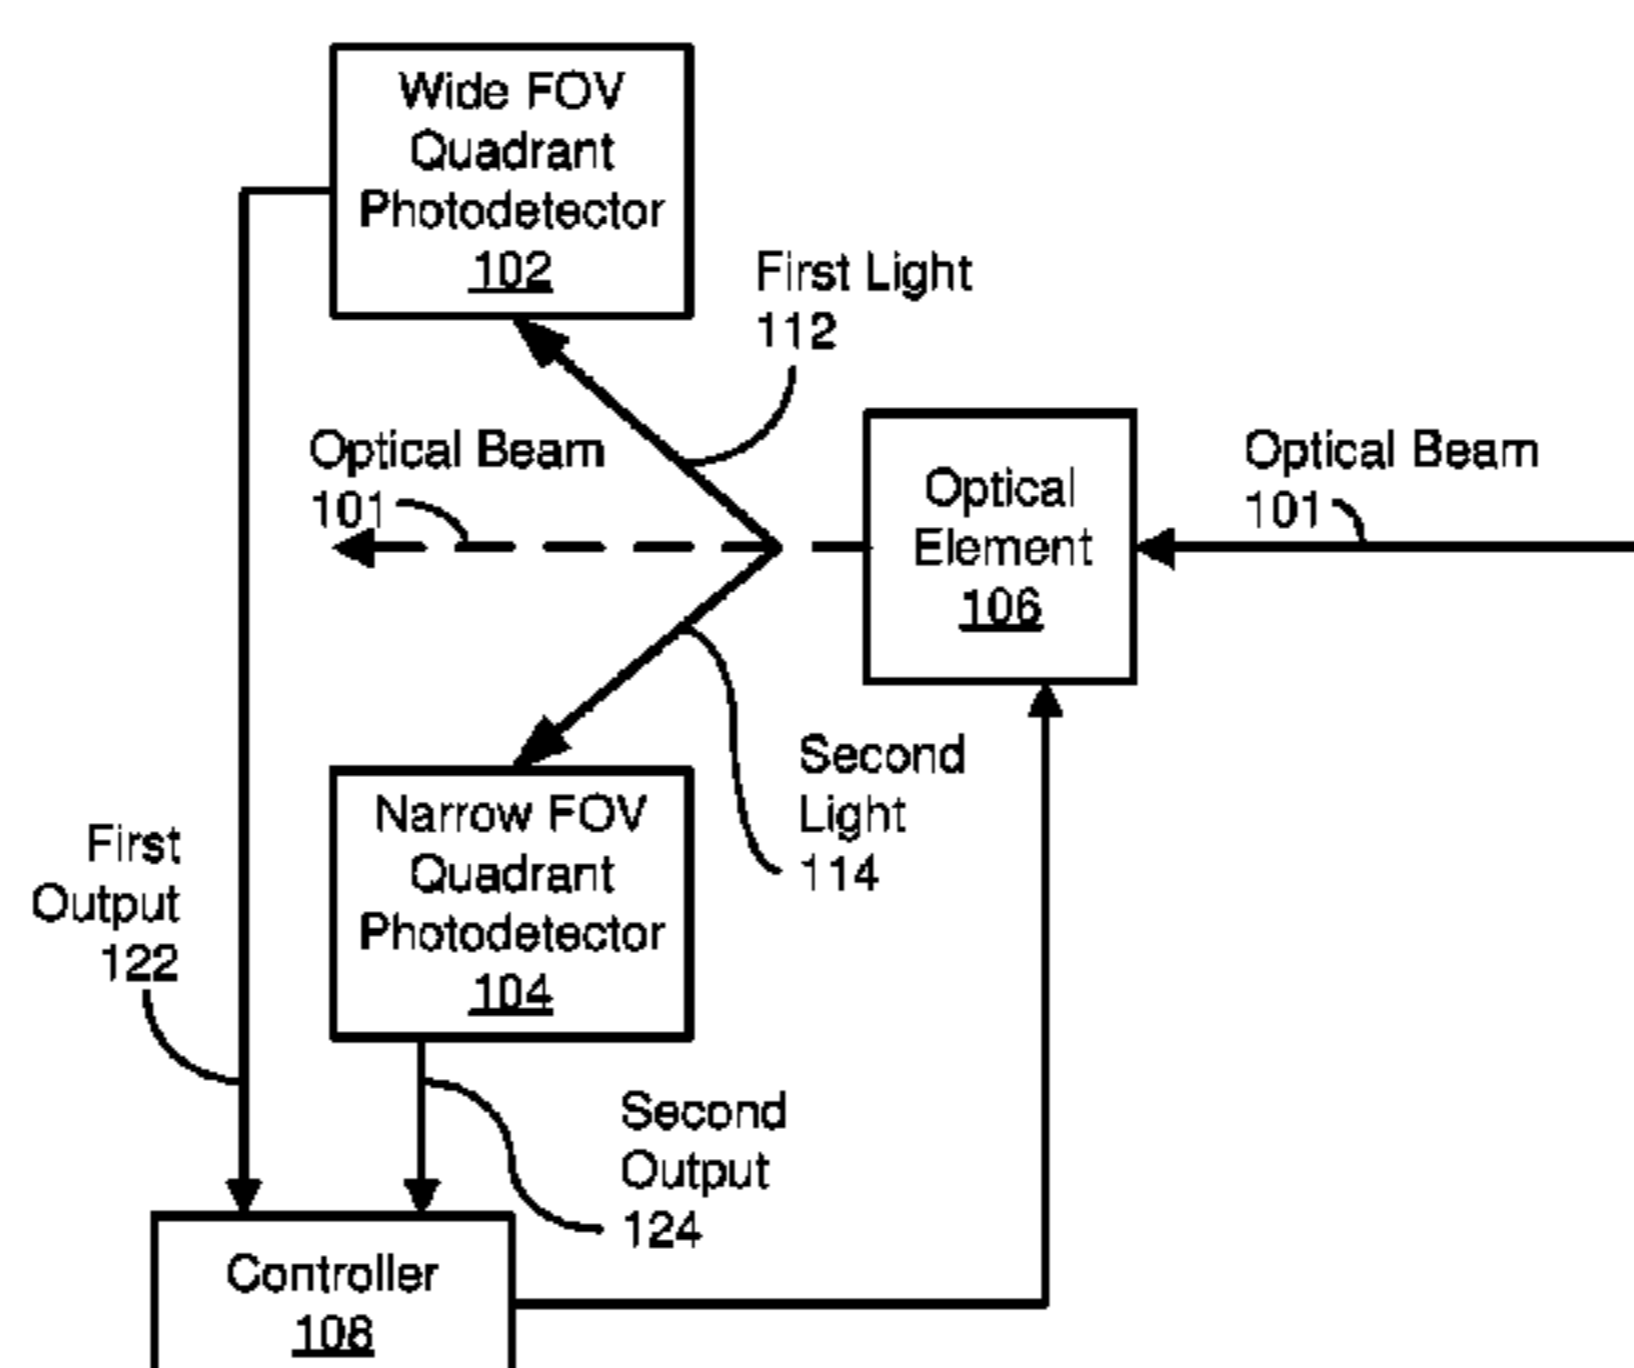 Wide FOV
Quadrant
Photodetector
102
First Light
112
Optical Beam
101
Optical
Element
106
Optical Beam
101
Second
Light
114
Narrow FOV
Quadrant
Photodetector
104
First
Output
122
Second
Output
124
Controller
108